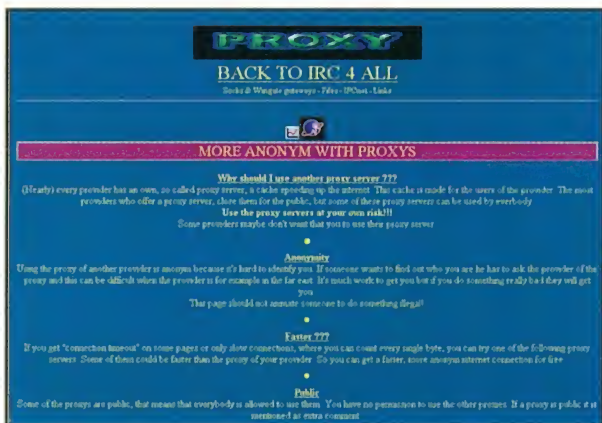 PROXY
BACK TO IRC 4 ALL
Socks & Wingate gateways - Files - IPCnet - Links
MORE ANONYM WITH PROXYS
Why should I use another proxy server ???
(Nearly) every provider has an own, so called proxy server, a cache speeding up the internet. This cache is made for the users of the provider. The most
providers who offer a proxy server, close them for the public, but some of these proxy servers can be used by everbody
Use the proxy servers at your own risk!!!
Some providers maybe don't want that you to use their proxy server
Anonymity
Using the proxy of another provider is anonym because it's hard to identify you. If someone wants to find out who you are he has to ask the provider of the
proxy and this can be difficult when the provider is for example in the far east. It's much work to get you but if you do something really bad they will get
you
This page should not animate someone to do something illegal!
Faster ???
If you get "connection timeout" on some pages or only slow connections, where you can count every single byte, you can try one of the following proxy
servers. Some of them could be faster than the proxy of your provider. So you can get a faster, more anonym internet connection for free
Public
Some of the proxys are public, that means that everybody is allowed to use them. You have no permission to use the other proxies. If a proxy is public it is
mentioned as extra comment